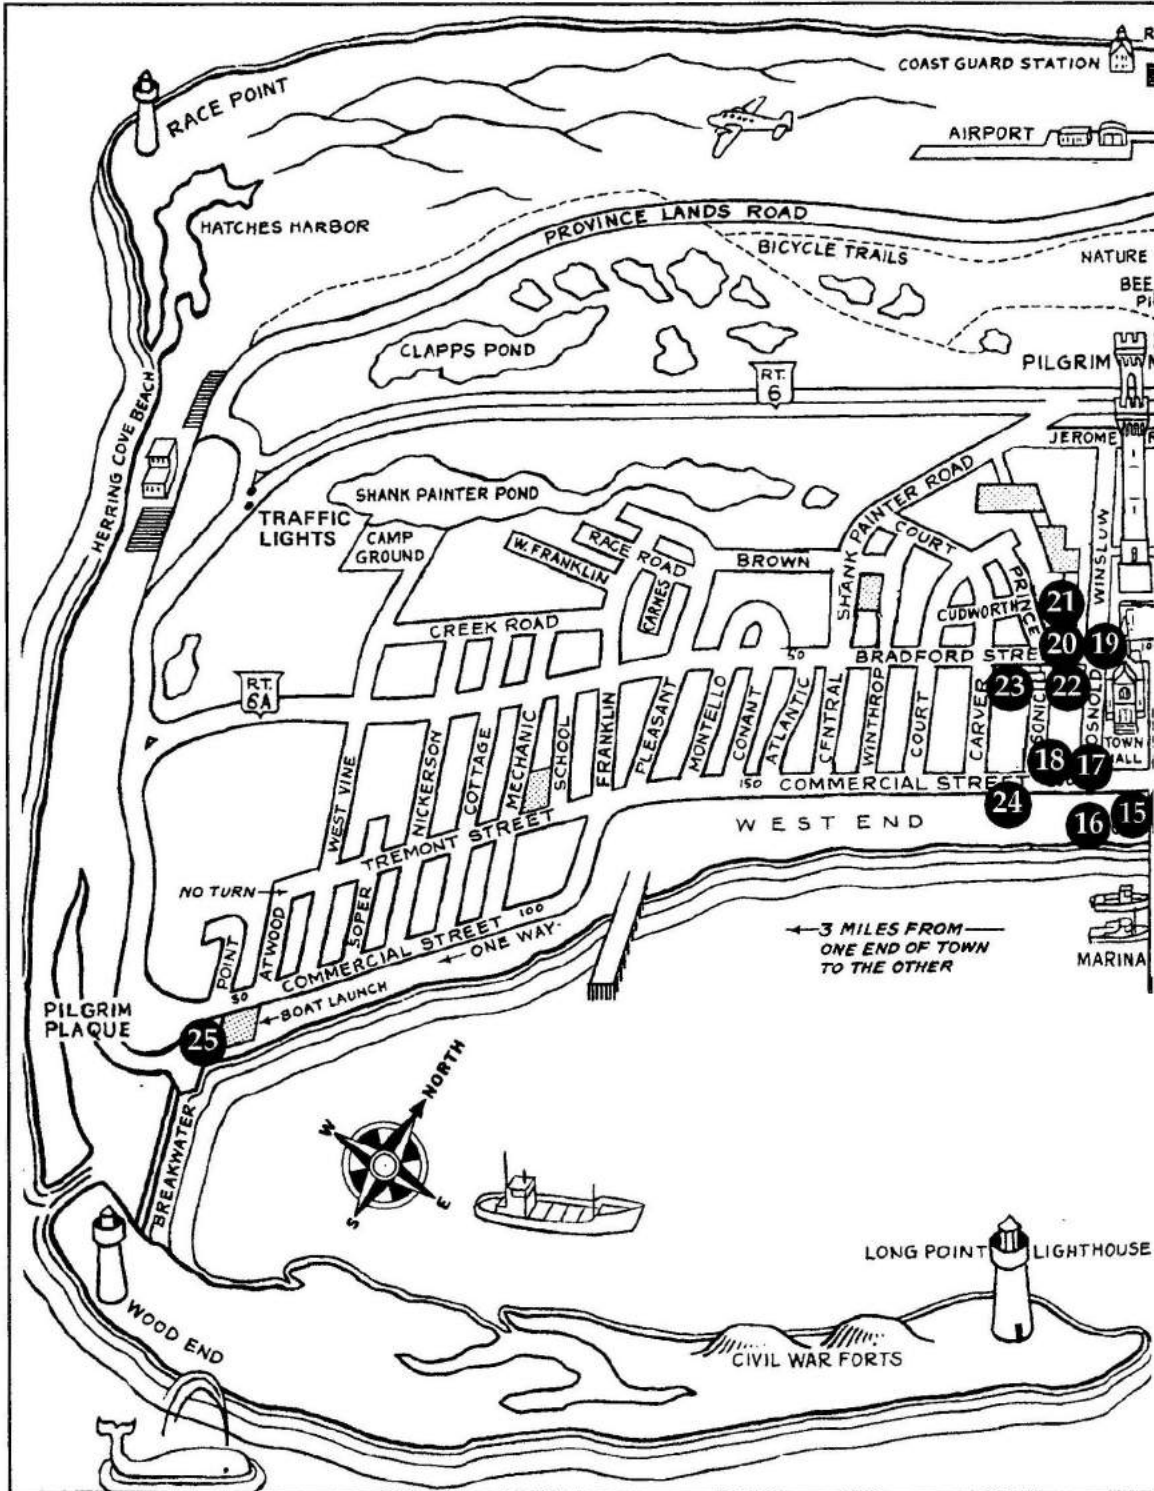 COAST GUARD STATION
R
RACE POINT
AIRPORT
HATCHES HARBOR
PROVINCE LANDS ROAD
BICYCLE TRAILS
NATURE
BEE
CLAPPS POND
RT.
6
PILGRIM
JEROME
HERRING COVE BEACH
SHANK PAINTER POND
TRAFFIC
LIGHTS
CAMP
GROUND
W. FRANKLIN
RACE ROAD
CARNES
BROWN
SHANK PAINTER ROAD
COURT
PRINCE
WINSLOW
CUDWORTH
21
CREEK ROAD
50
BRADFORD STRE
20
19
10
RT.
6A
23
22
WEST VINE
NICKERSON
COTTAGE
MECHANIC
SCHOOL
FRANKLIN
PLEASANT
MONTELLO
CONANT
ATLANTIC
CENTRAL
WINTHROP
COURT
CARVER
SONIC
OSNOLD
TOWN
HALL
18
17
150
COMMERCIAL STREET
24
16
15
WEST END
TREMONT STREET
NO TURN
POINT
ATWOOD
SOPER
100
COMMERCIAL STREET
ONE WAY
50
BOAT LAUNCH
3 MILES FROM
ONE END OF TOWN
TO THE OTHER
MARINA
PILGRIM
PLAQUE
25
BREAKWATER
NORTH
W
E
S
LONG POINT LIGHTHOUSE
WOOD END
CIVIL WAR FORTS